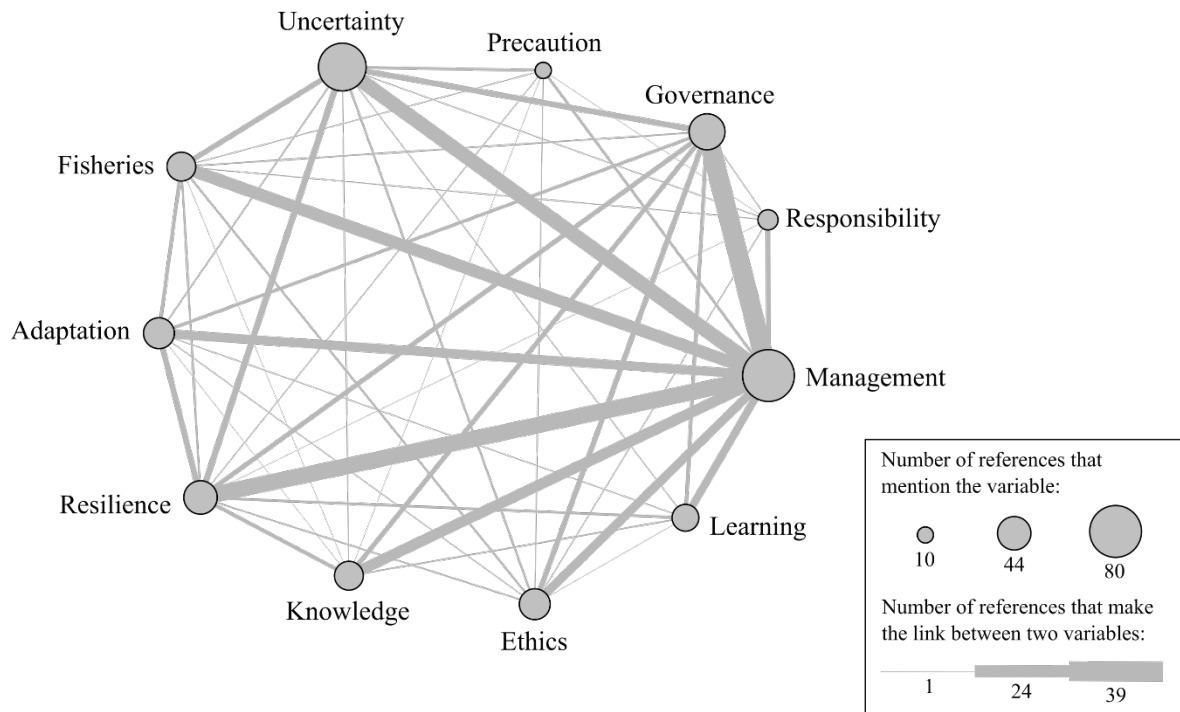 Uncertainty
Precaution
Governance
Fisheries
Responsibility
Adaptation
Management
Resilience
Learning
Knowledge
Ethics
Number of references that
mention the variable:
10 44 80
Number of references that make
the link between two variables:
1 24 39